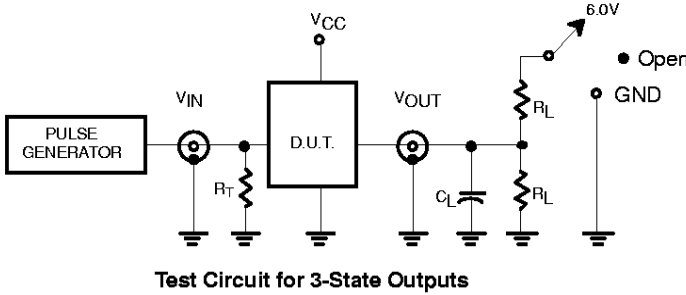 6.0V
VCC
Open
VIN
VOUT
RL
GND
PULSE
GENERATOR
D.U.T.
RT
CL
RL
Test Circuit for 3-State Outputs